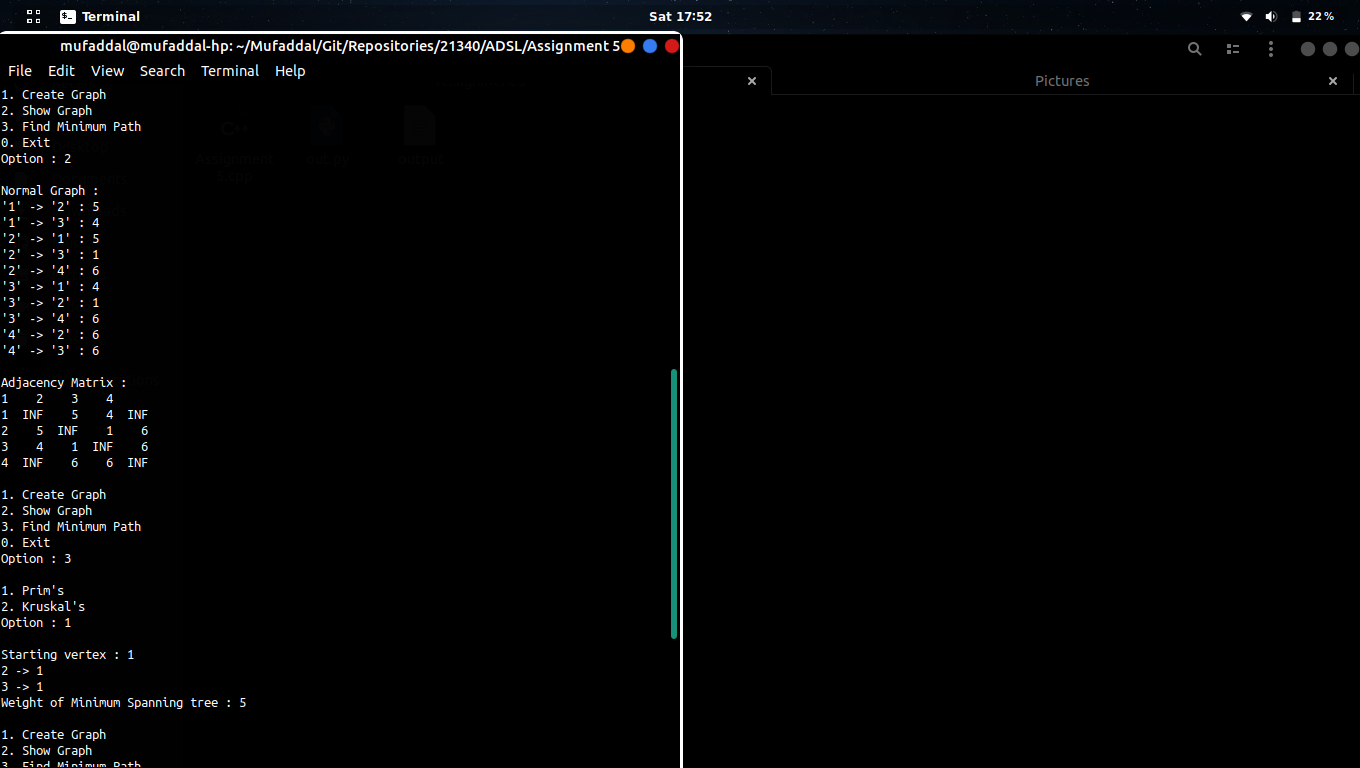 Terminal
Sat 17:52
22 %
mufaddal@mufaddal-hp: ~/Mufaddal/Git/Repositories/21340/ADSL/Assignment 5
File Edit View Search Terminal Help
Pictures
1. Create Graph
2. Show Graph
3. Find Minimum Path
0. Exit
Option : 2
Normal Graph :
'1' -> '2' : 5
'1' -> '3' : 4
'2' -> '1' : 5
'2' -> '3' : 1
'2' -> '4' : 6
'3' -> '1' : 4
'3' -> '2' : 1
'3' -> '4' : 6
'4' -> '2' : 6
'4' -> '3' : 6
Adjacency Matrix :
1    2    3    4
1  INF    5    4  INF
2    5  INF    1    6
3    4    1  INF    6
4  INF    6    6  INF
1. Create Graph
2. Show Graph
3. Find Minimum Path
0. Exit
Option : 3
1. Prim's
2. Kruskal's
Option : 1
Starting vertex : 1
2 -> 1
3 -> 1
Weight of Minimum Spanning tree : 5
1. Create Graph
2. Show Graph
3. Find Minimum Path